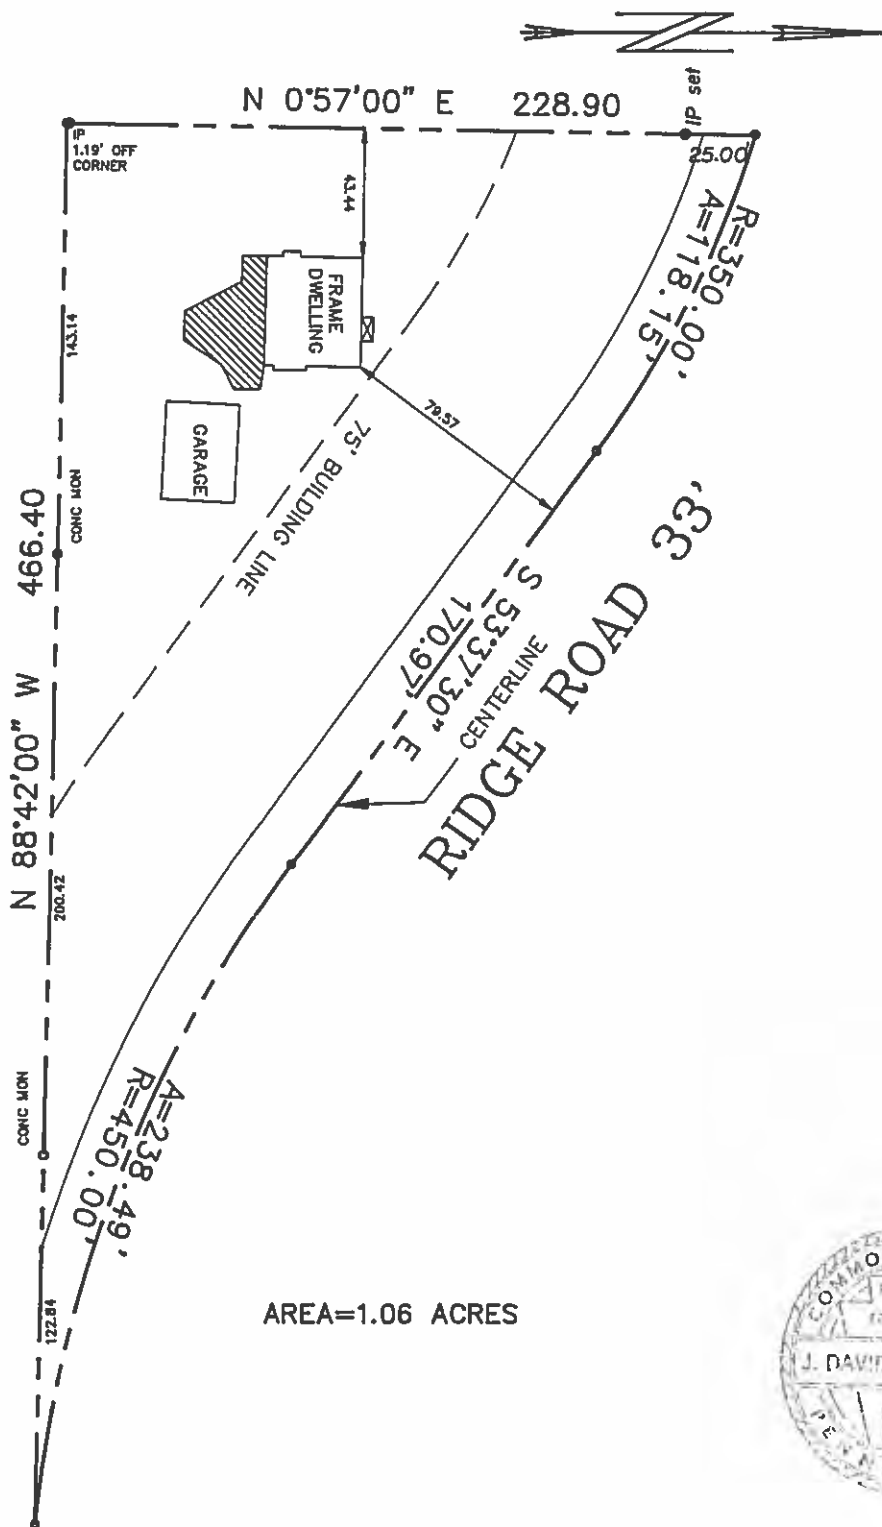 N 0°57'00" E 228.90
IP set
25.00
IP
1.19' OFF
CORNER
43.44
R=350.00'
A=118.15'
FRAME
DWELLING
143.14
79.57
GARAGE
75' BUILDING LINE
CONC MON
N 88°42'00" W 466.40
S 53°37'30" E
170.97'
CENTERLINE
RIDGE ROAD 33'
200.42
CONC MON
A=238.49'
R=450.00'
122.84
AREA=1.06 ACRES
COMMO
J. DAVI
PENN